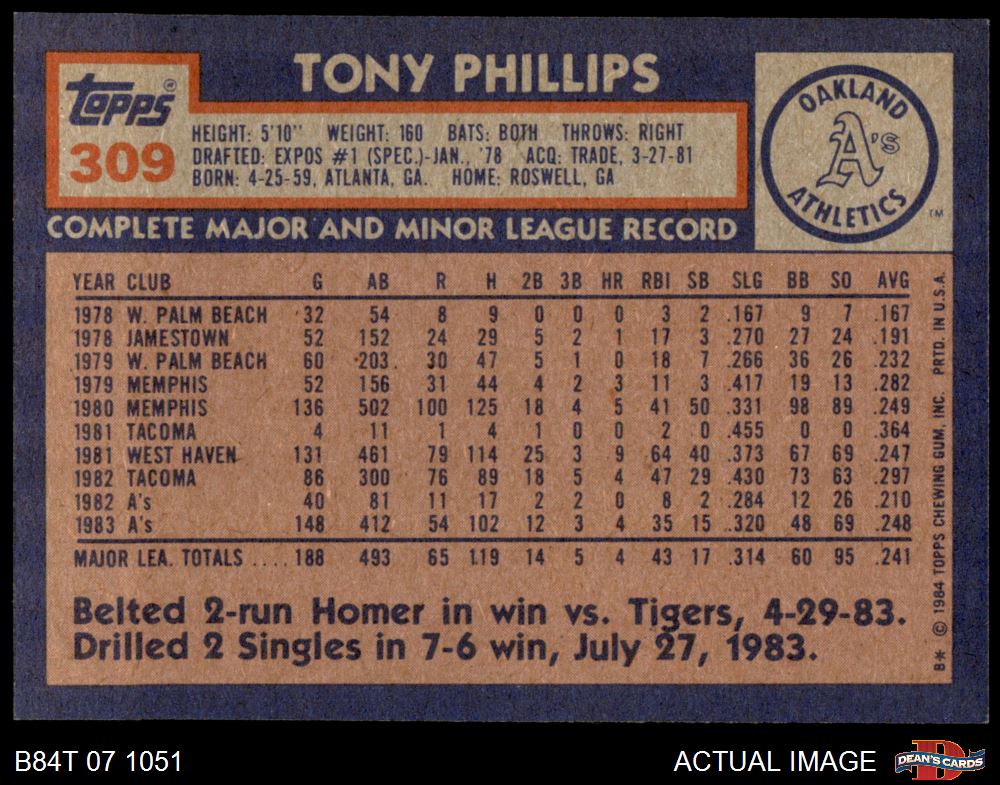 TONY PHILLIPS
Topps®
309
HEIGHT: 5'10" WEIGHT: 160 BATS: BOTH THROWS: RIGHT
DRAFTED: EXPOS #1 (SPEC.)-JAN., '78 ACQ: TRADE, 3-27-81
BORN: 4-25-59, ATLANTA, GA. HOME: ROSWELL, GA
OAKLAND
A's
ATHLETICS
TM
COMPLETE MAJOR AND MINOR LEAGUE RECORD
YEAR CLUB G AB R H 2B 3B HR RBI SB SLG BB SO AVG
1978 W. PALM BEACH 32 54 8 9 0 0 0 3 2 .167 9 7 .167
1978 JAMESTOWN 52 152 24 29 5 2 1 17 3 .270 27 24 .191
1979 W. PALM BEACH 60 203 30 47 5 1 0 18 7 .266 36 26 .232
1979 MEMPHIS 52 156 31 44 4 2 3 11 3 .417 19 13 .282
1980 MEMPHIS 136 502 100 125 18 4 5 41 50 .331 98 89 .249
1981 TACOMA 4 11 1 4 1 0 0 2 0 .455 0 0 .364
1981 WEST HAVEN 131 461 79 114 25 3 9 64 40 .373 67 69 .247
1982 TACOMA 86 300 76 89 18 5 4 47 29 .430 73 63 .297
1982 A's 40 81 11 17 2 2 0 8 2 .284 12 26 .210
1983 A's 148 412 54 102 12 3 4 35 15 .320 48 69 .248
MAJOR LEA. TOTALS .... 188 493 65 119 14 5 4 43 17 .314 60 95 .241
Belted 2-run Homer in win vs. Tigers, 4-29-83.
Drilled 2 Singles in 7-6 win, July 27, 1983.
B* © 1984 TOPPS CHEWING GUM, INC. PRTD. IN U.S.A.
B84T 07 1051
ACTUAL IMAGE
D
DEAN'S CARDS